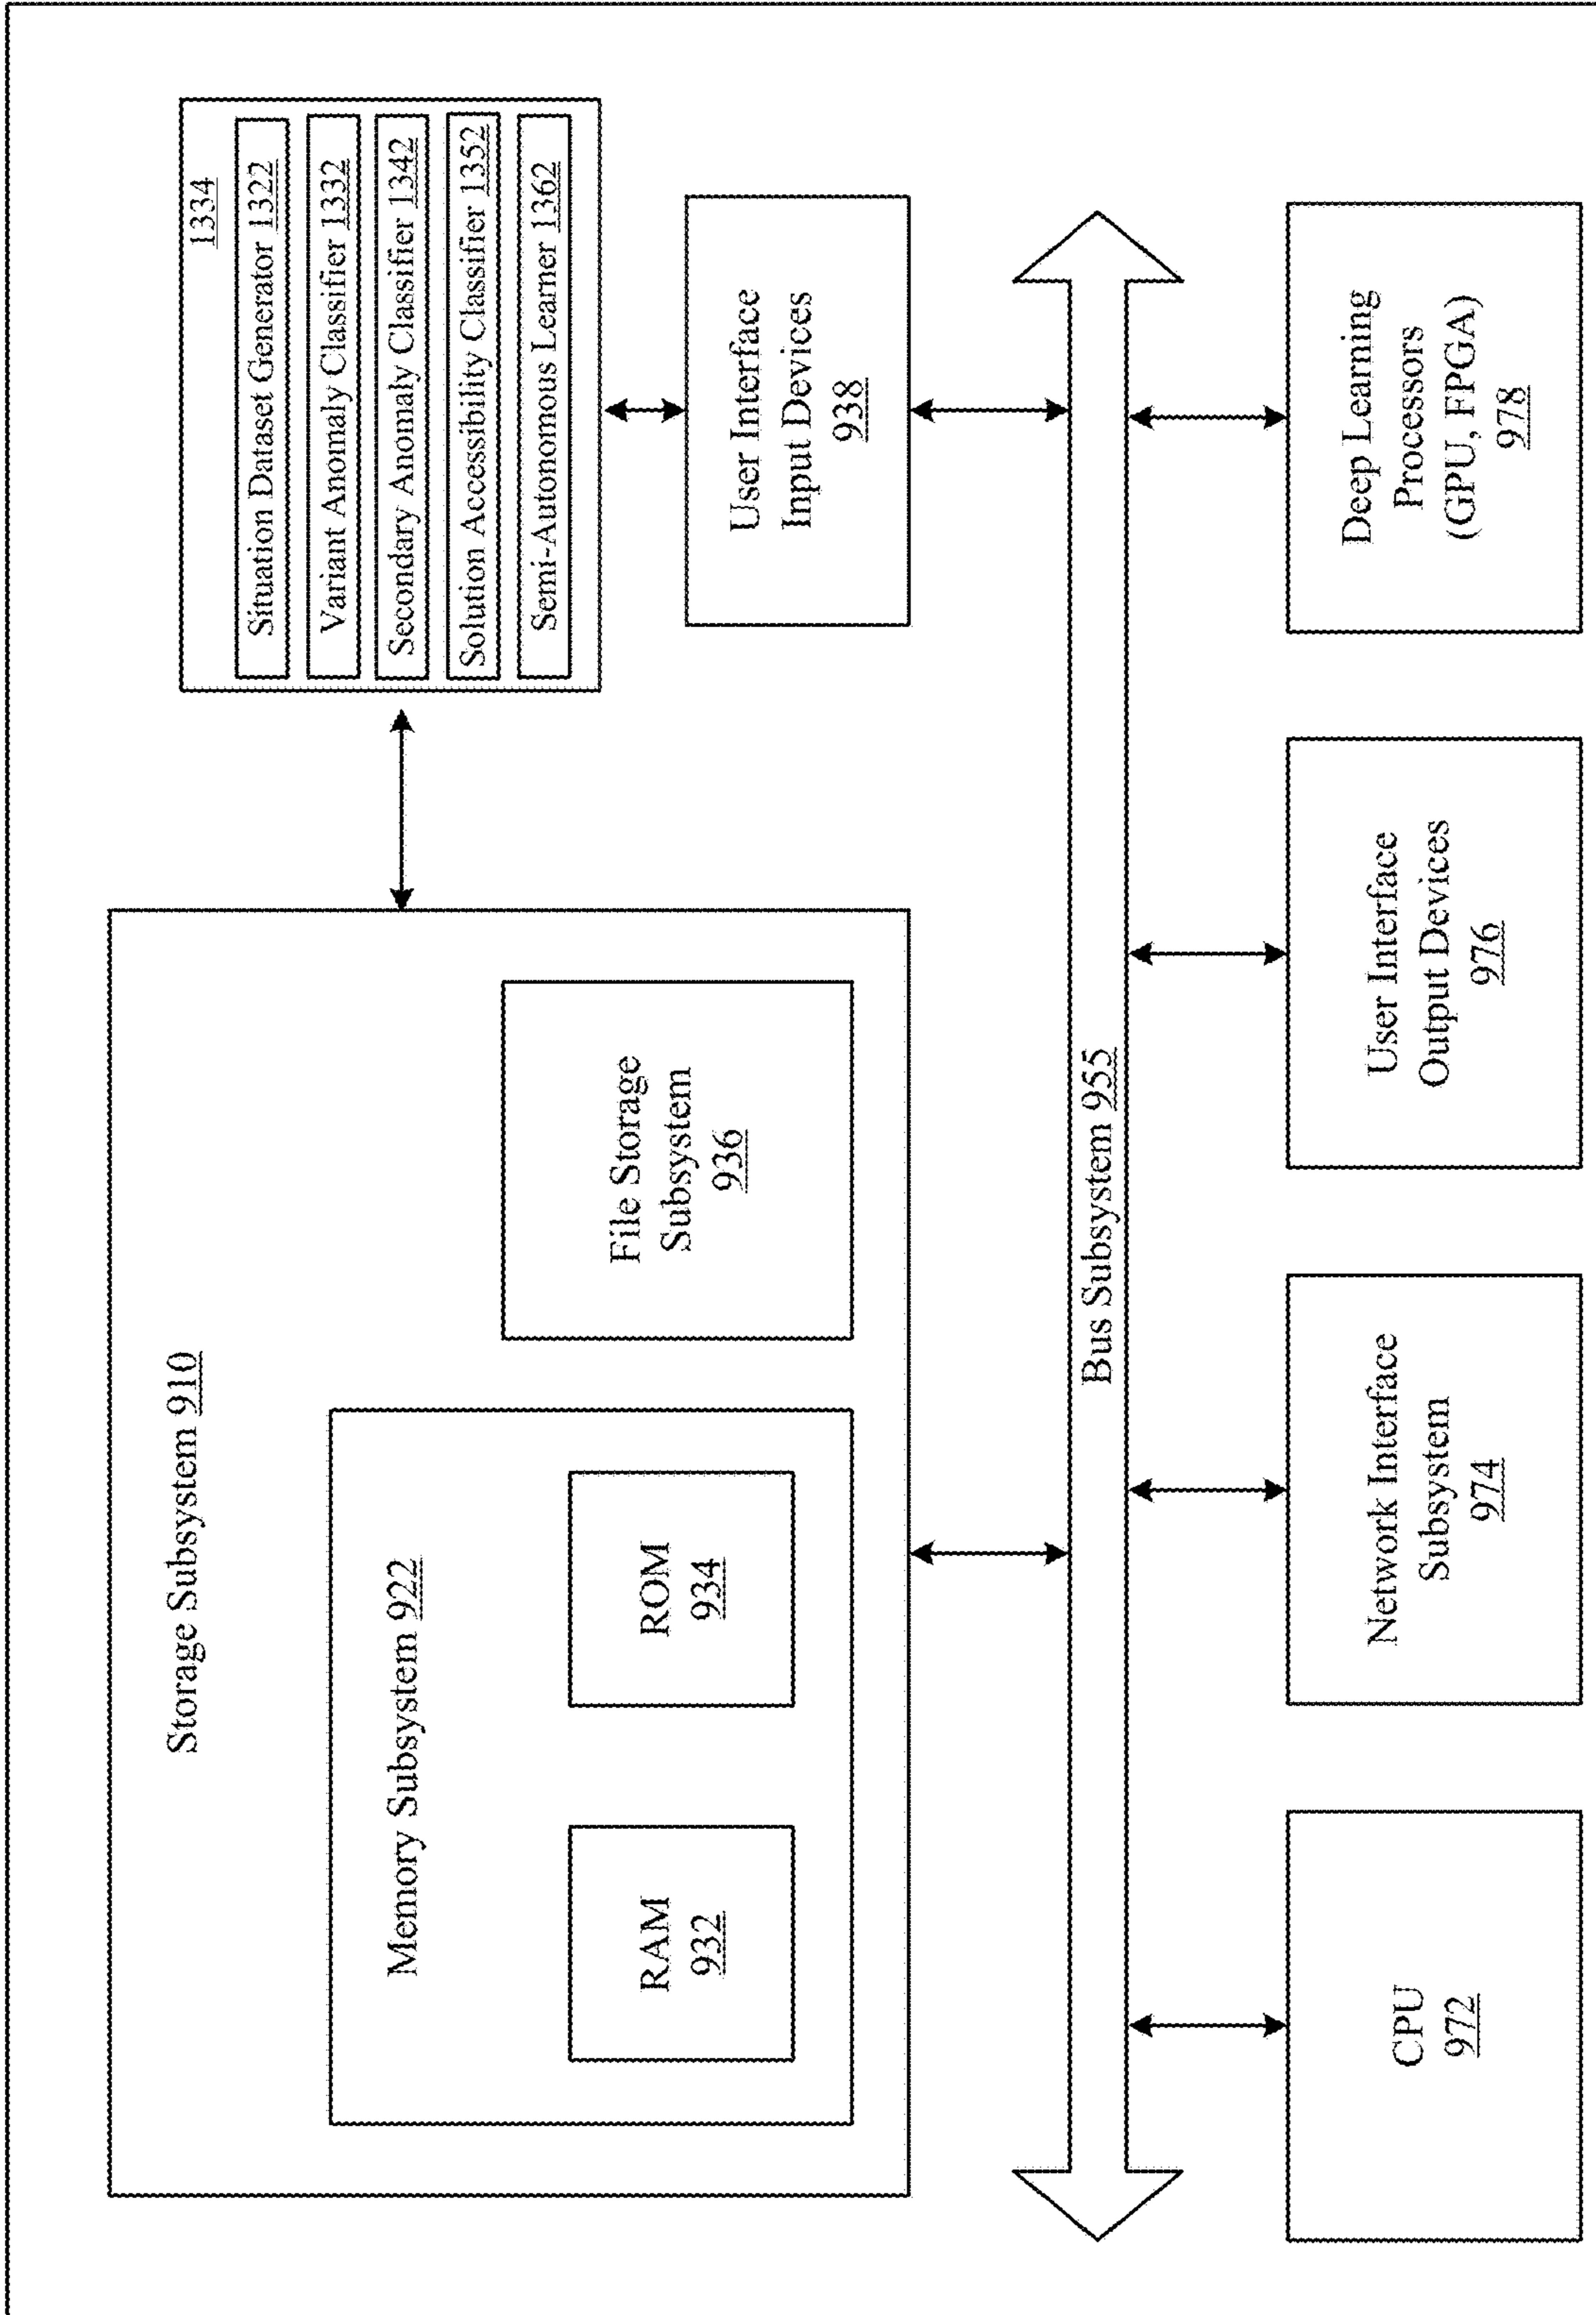 Storage Subsystem 910
Memory Subsystem 922
RAM
932
ROM
934
File Storage
Subsystem
936
1334
Situation Dataset Generator 1322
Variant Anomaly Classifier 1332
Secondary Anomaly Classifier 1342
Solution Accessibility Classifier 1352
Semi-Autonomous Learner 1362
User Interface
Input Devices
938
Bus Subsystem 955
CPU
972
Network Interface
Subsystem
974
User Interface
Output Devices
976
Deep Learning
Processors
(GPU, FPGA)
978